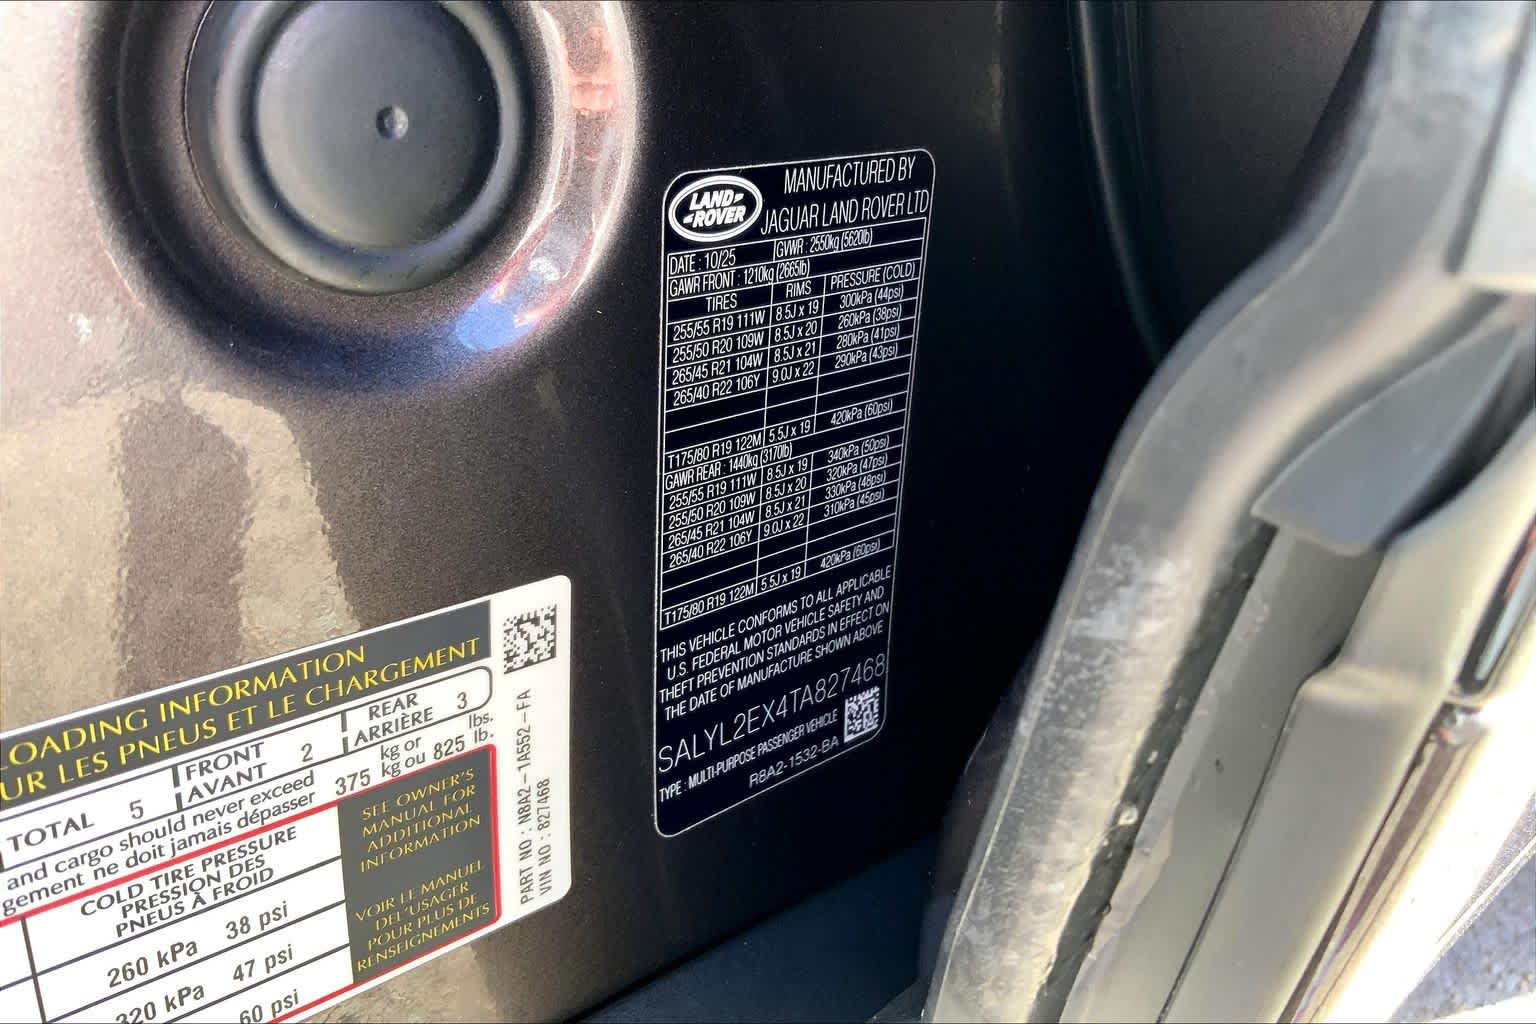 LAND ROVER
MANUFACTURED BY
JAGUAR LAND ROVER LTD
DATE : 10/25 GVWR : 2550kg (5620lb)
GAWR FRONT : 1210kg (2665lb)
TIRES RIMS PRESSURE (COLD)
255/55 R19 111W 8.5J x 19 300kPa (44psi)
255/50 R20 109W 8.5J x 20 260kPa (38psi)
265/45 R21 104W 8.5J x 21 280kPa (41psi)
265/40 R22 106Y 9.0J x 22 290kPa (43psi)
T175/80 R19 122M 5.5J x 19 420kPa (60psi)
GAWR REAR : 1440kg (3170lb)
255/55 R19 111W 8.5J x 19 340kPa (50psi)
255/50 R20 109W 8.5J x 20 320kPa (47psi)
265/45 R21 104W 8.5J x 21 330kPa (48psi)
265/40 R22 106Y 9.0J x 22 310kPa (45psi)
T175/80 R19 122M 5.5J x 19 420kPa (60psi)
THIS VEHICLE CONFORMS TO ALL APPLICABLE
U.S. FEDERAL MOTOR VEHICLE SAFETY AND
THEFT PREVENTION STANDARDS IN EFFECT ON
THE DATE OF MANUFACTURE SHOWN ABOVE
SALYL2EX4TA827468
TYPE : MULTI-PURPOSE PASSENGER VEHICLE
R8A2-1532-BA
OADING INFORMATION
UR LES PNEUS ET LE CHARGEMENT
TOTAL 5 FRONT AVANT 2 REAR ARRIÈRE 3
and cargo should never exceed 375 kg or 825 lbs.
gement ne doit jamais dépasser kg ou lb.
COLD TIRE PRESSURE
PRESSION DES
PNEUS À FROID
260 kPa 38 psi
320 kPa 47 psi
60 psi
SEE OWNER'S
MANUAL FOR
ADDITIONAL
INFORMATION
VOIR LE MANUEL
DEL'USAGER
POUR PLUS DE
RENSEIGNEMENTS
PART NO : N8A2 - 1A552 - FA
VIN NO : 827468